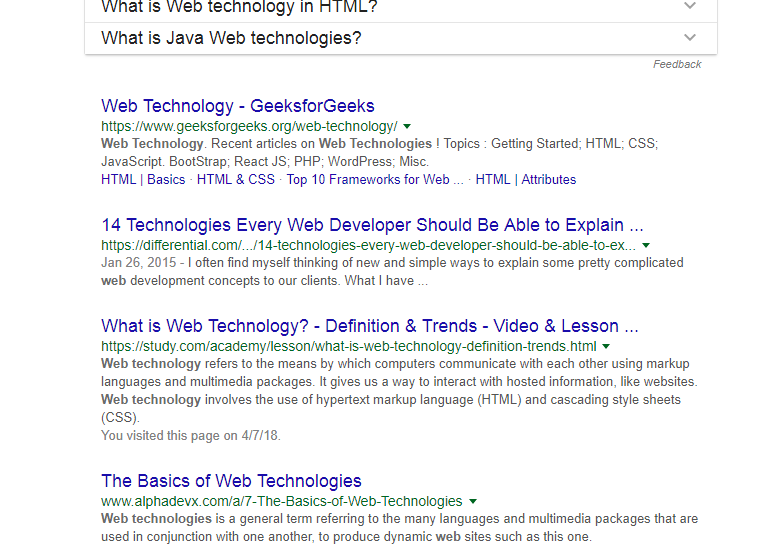 What is Web technology in HTML?
What is Java Web technologies?
Feedback
Web Technology - GeeksforGeeks
https://www.geeksforgeeks.org/web-technology/
Web Technology. Recent articles on Web Technologies ! Topics : Getting Started; HTML; CSS;
JavaScript. BootStrap; React JS; PHP; WordPress; Misc.
HTML | Basics · HTML & CSS · Top 10 Frameworks for Web ... · HTML | Attributes
14 Technologies Every Web Developer Should Be Able to Explain ...
https://differential.com/.../14-technologies-every-web-developer-should-be-able-to-ex...
Jan 26, 2015 - I often find myself thinking of new and simple ways to explain some pretty complicated
web development concepts to our clients. What I have ...
What is Web Technology? - Definition & Trends - Video & Lesson ...
https://study.com/academy/lesson/what-is-web-technology-definition-trends.html
Web technology refers to the means by which computers communicate with each other using markup
languages and multimedia packages. It gives us a way to interact with hosted information, like websites.
Web technology involves the use of hypertext markup language (HTML) and cascading style sheets
(CSS).
You visited this page on 4/7/18.
The Basics of Web Technologies
www.alphadevx.com/a/7-The-Basics-of-Web-Technologies
Web technologies is a general term referring to the many languages and multimedia packages that are
used in conjunction with one another, to produce dynamic web sites such as this one.